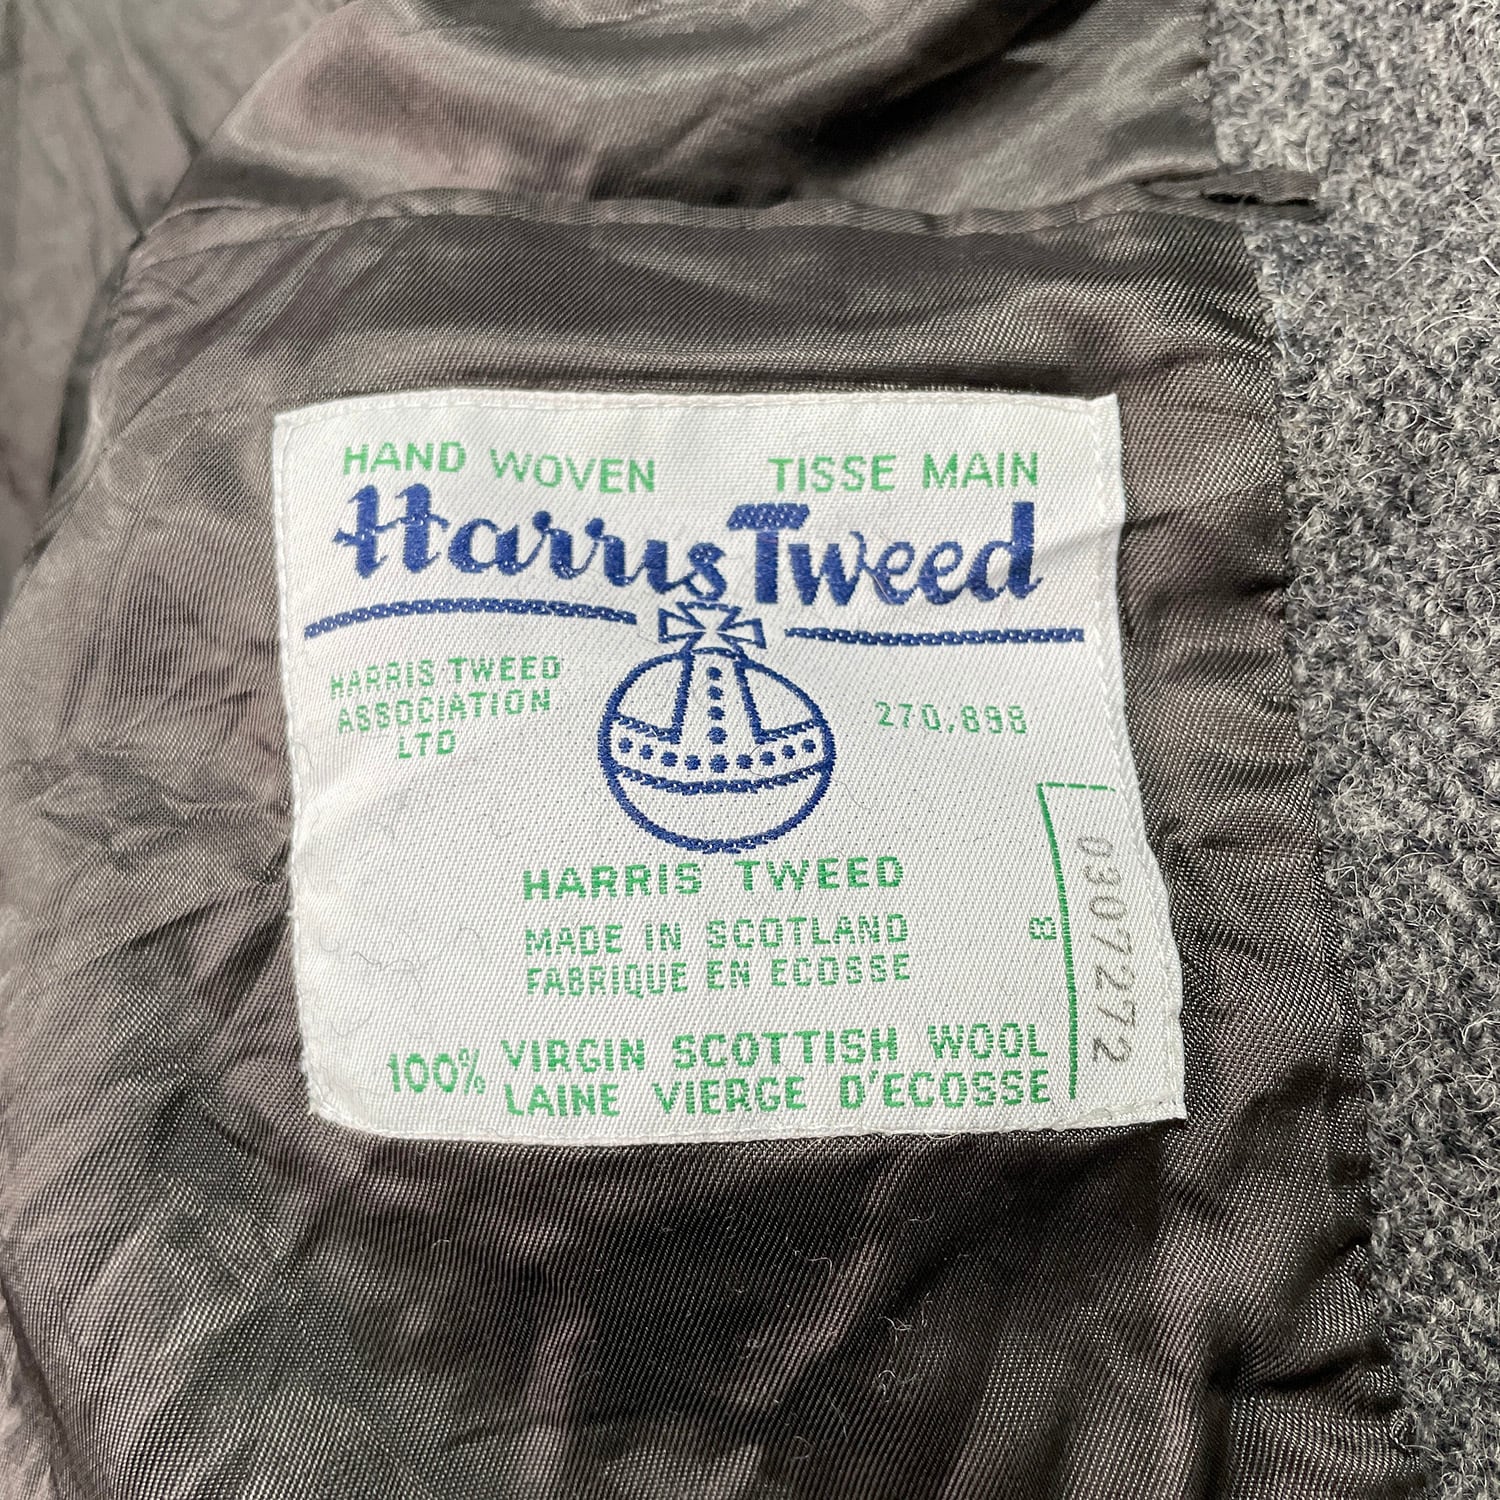 HAND WOVEN TISSE MAIN
Harris Tweed
HARRIS TWEED
ASSOCIATION
LTD
270,898
HARRIS TWEED
MADE IN SCOTLAND
FABRIQUE EN ECOSSE
100% VIRGIN SCOTTISH WOOL
LAINE VIERGE D'ECOSSE
8
0307272